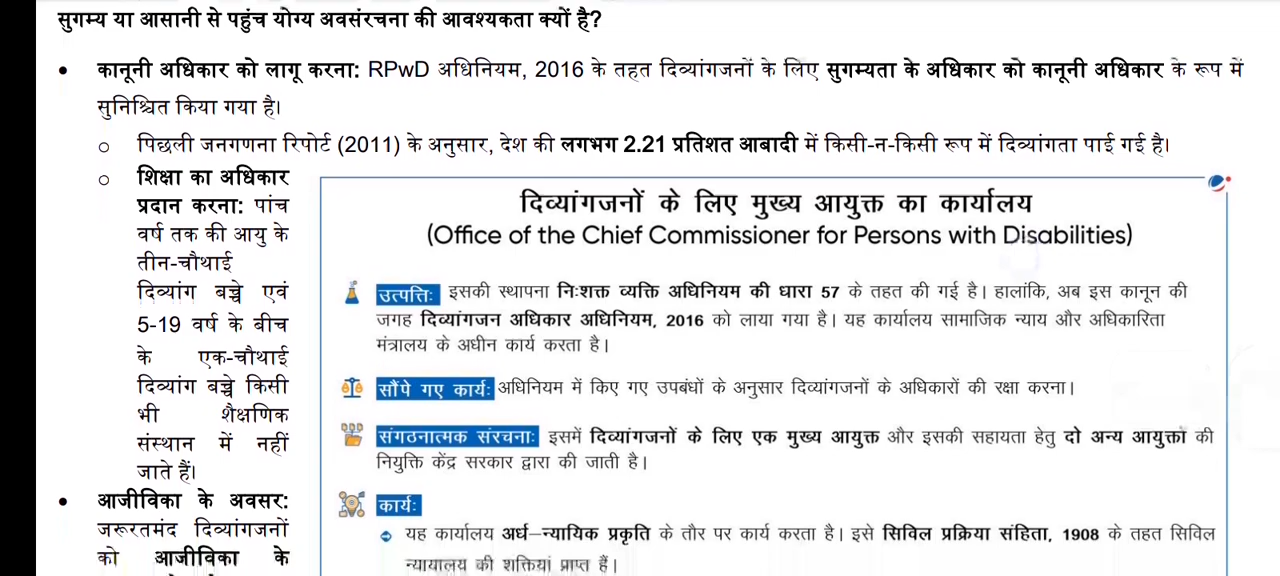 सुगम्य या आसानी से पहुंच योग्य अवसंरचना की आवश्यकता क्यों है?
• कानूनी अधिकार को लागू करना: RPwD अधिनियम, 2016 के तहत दिव्यांगजनों के लिए सुगम्यता के अधिकार को कानूनी अधिकार के रूप में
सुनिश्चित किया गया है।
o पिछली जनगणना रिपोर्ट (2011) के अनुसार, देश की लगभग 2.21 प्रतिशत आबादी में किसी-न-किसी रूप में दिव्यांगता पाई गई है।
o शिक्षा का अधिकार
प्रदान करना: पांच
वर्ष तक की आयु के
तीन-चौथाई
दिव्यांग बच्चे एवं
5-19 वर्ष के बीच
के एक-चौथाई
दिव्यांग बच्चे किसी
भी शैक्षणिक
संस्थान में नहीं
जाते हैं।
• आजीविका के अवसर:
जरूरतमंद दिव्यांगजनों
को आजीविका के
दिव्यांगजनों के लिए मुख्य आयुक्त का कार्यालय
(Office of the Chief Commissioner for Persons with Disabilities)
उत्पत्तिः इसकी स्थापना निःशक्त व्यक्ति अधिनियम की धारा 57 के तहत की गई है। हालांकि, अब इस कानून की
जगह दिव्यांगजन अधिकार अधिनियम, 2016 को लाया गया है। यह कार्यालय सामाजिक न्याय और अधिकारिता
मंत्रालय के अधीन कार्य करता है।
सौंपे गए कार्यः अधिनियम में किए गए उपबंधों के अनुसार दिव्यांगजनों के अधिकारों की रक्षा करना।
संगठनात्मक संरचनाः इसमें दिव्यांगजनों के लिए एक मुख्य आयुक्त और इसकी सहायता हेतु दो अन्य आयुक्तों की
नियुक्ति केंद्र सरकार द्वारा की जाती है।
कार्यः
यह कार्यालय अर्ध–न्यायिक प्रकृति के तौर पर कार्य करता है। इसे सिविल प्रक्रिया संहिता, 1908 के तहत सिविल
न्यायालय की शक्तियां प्राप्त हैं।